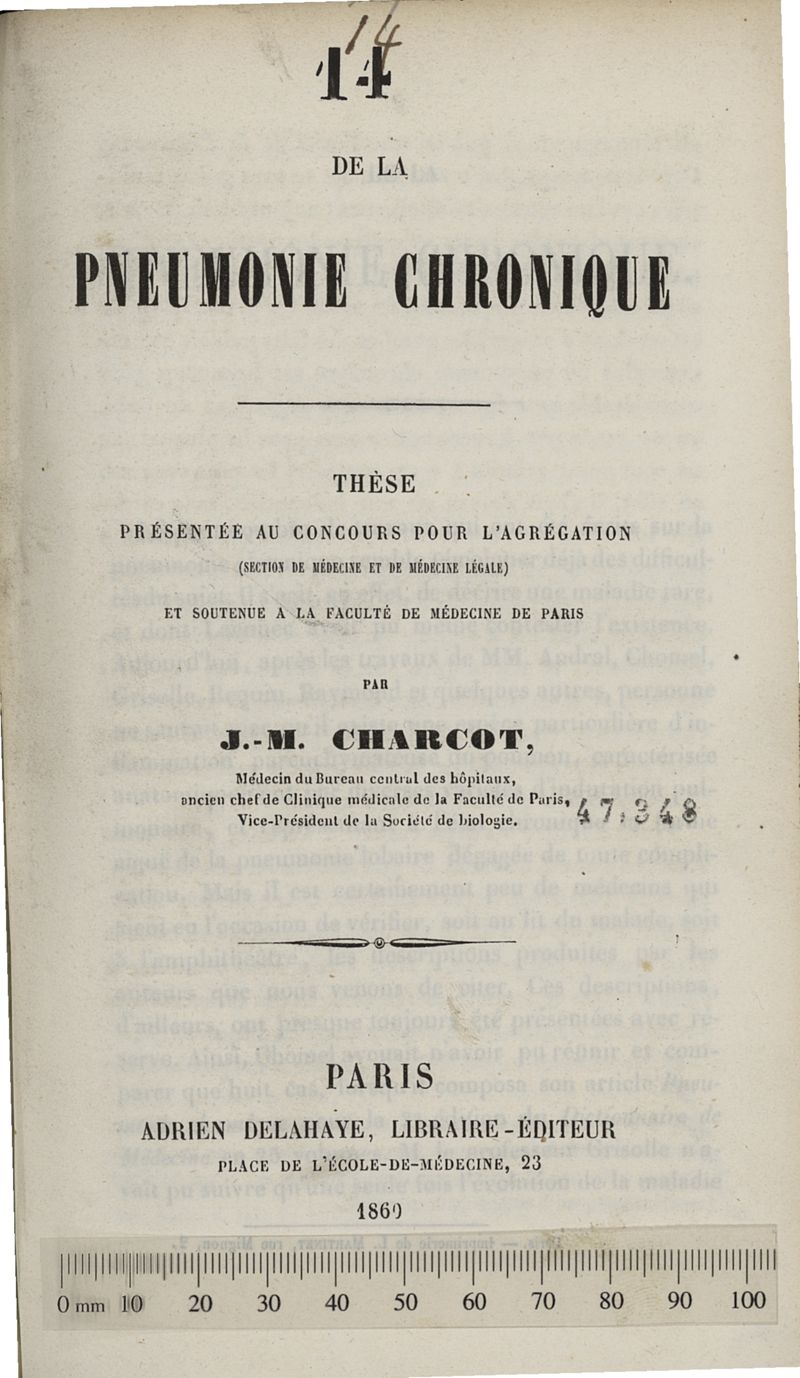 14
14
DE LA
PNEUMONIE CHRONIQUE
THÈSE
PRÉSENTÉE AU CONCOURS POUR L'AGRÉGATION
(SECTION DE MÉDECINE ET DE MÉDECINE LÉGALE)
ET SOUTENUE A LA FACULTÉ DE MÉDECINE DE PARIS
PAR
J.-M. CHARCOT,
Médecin du Bureau central des hôpitaux,
ancien chef de Clinique médicale de la Faculté de Paris,
Vice-Président de la Société de biologie.
47.348
PARIS
ADRIEN DELAHAYE, LIBRAIRE-ÉDITEUR
PLACE DE L'ÉCOLE-DE-MÉDECINE, 23
1860
0 mm 10 20 30 40 50 60 70 80 90 100